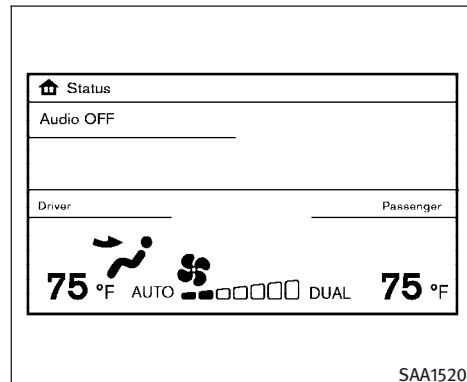 Status
Audio OFF
Driver Passenger
75 °F AUTO DUAL 75 °F
SAA1520